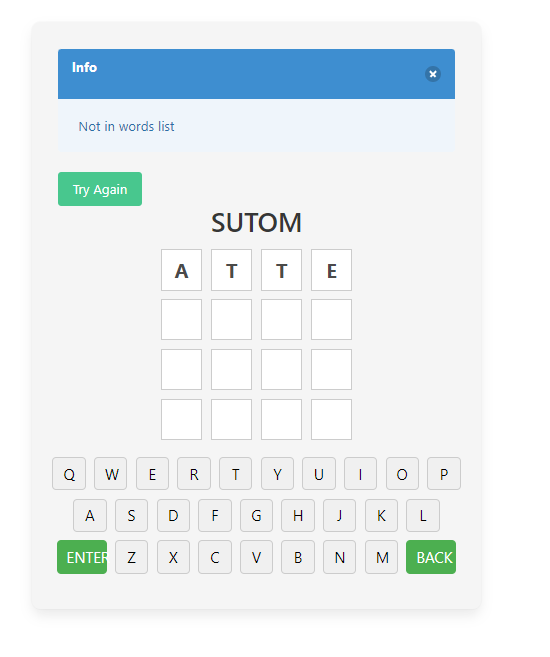 Info
Not in words list
Try Again
SUTOM
A T T E
Q W E R T Y U I O P
A S D F G H J K L
ENTER Z X C V B N M BACK